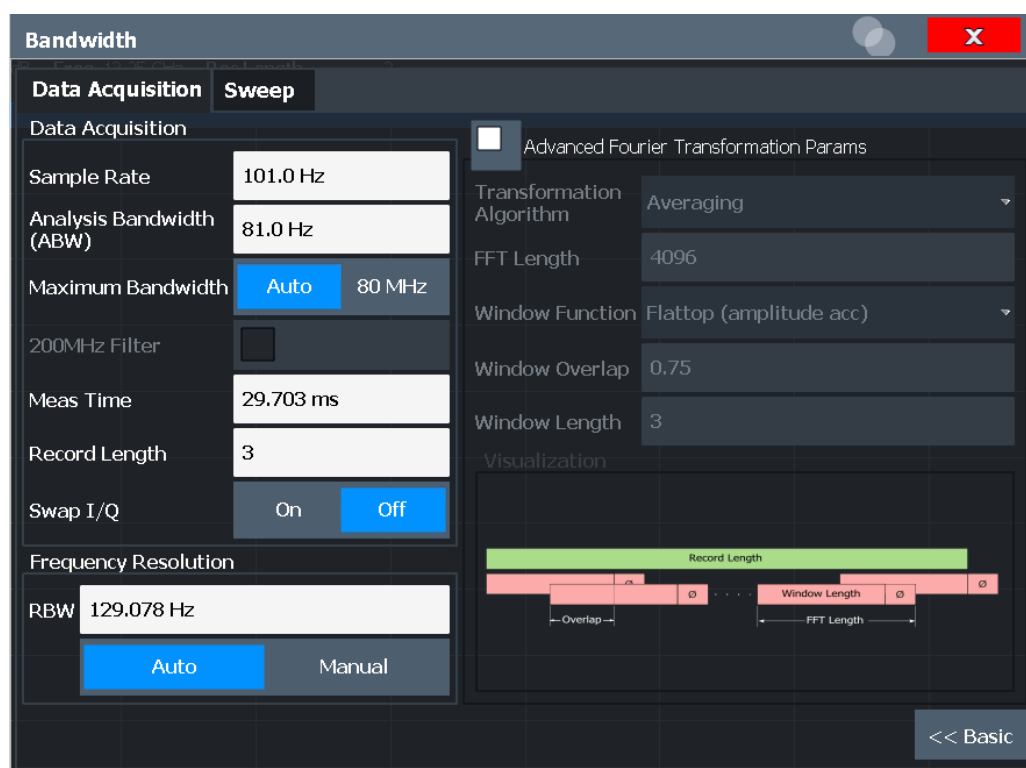 Bandwidth
X
Data Acquisition Sweep
Data Acquisition
Sample Rate 101.0 Hz
Analysis Bandwidth
(ABW) 81.0 Hz
Maximum Bandwidth Auto 80 MHz
200MHz Filter
Meas Time 29.703 ms
Record Length 3
Swap I/Q On Off
Frequency Resolution
RBW 129.078 Hz
Auto Manual
Advanced Fourier Transformation Params
Transformation
Algorithm Averaging
FFT Length 4096
Window Function Flattop (amplitude acc)
Window Overlap 0.75
Window Length 3
Visualization
Record Length
Ø Ø
Ø Window Length Ø
Overlap FFT Length
<< Basic